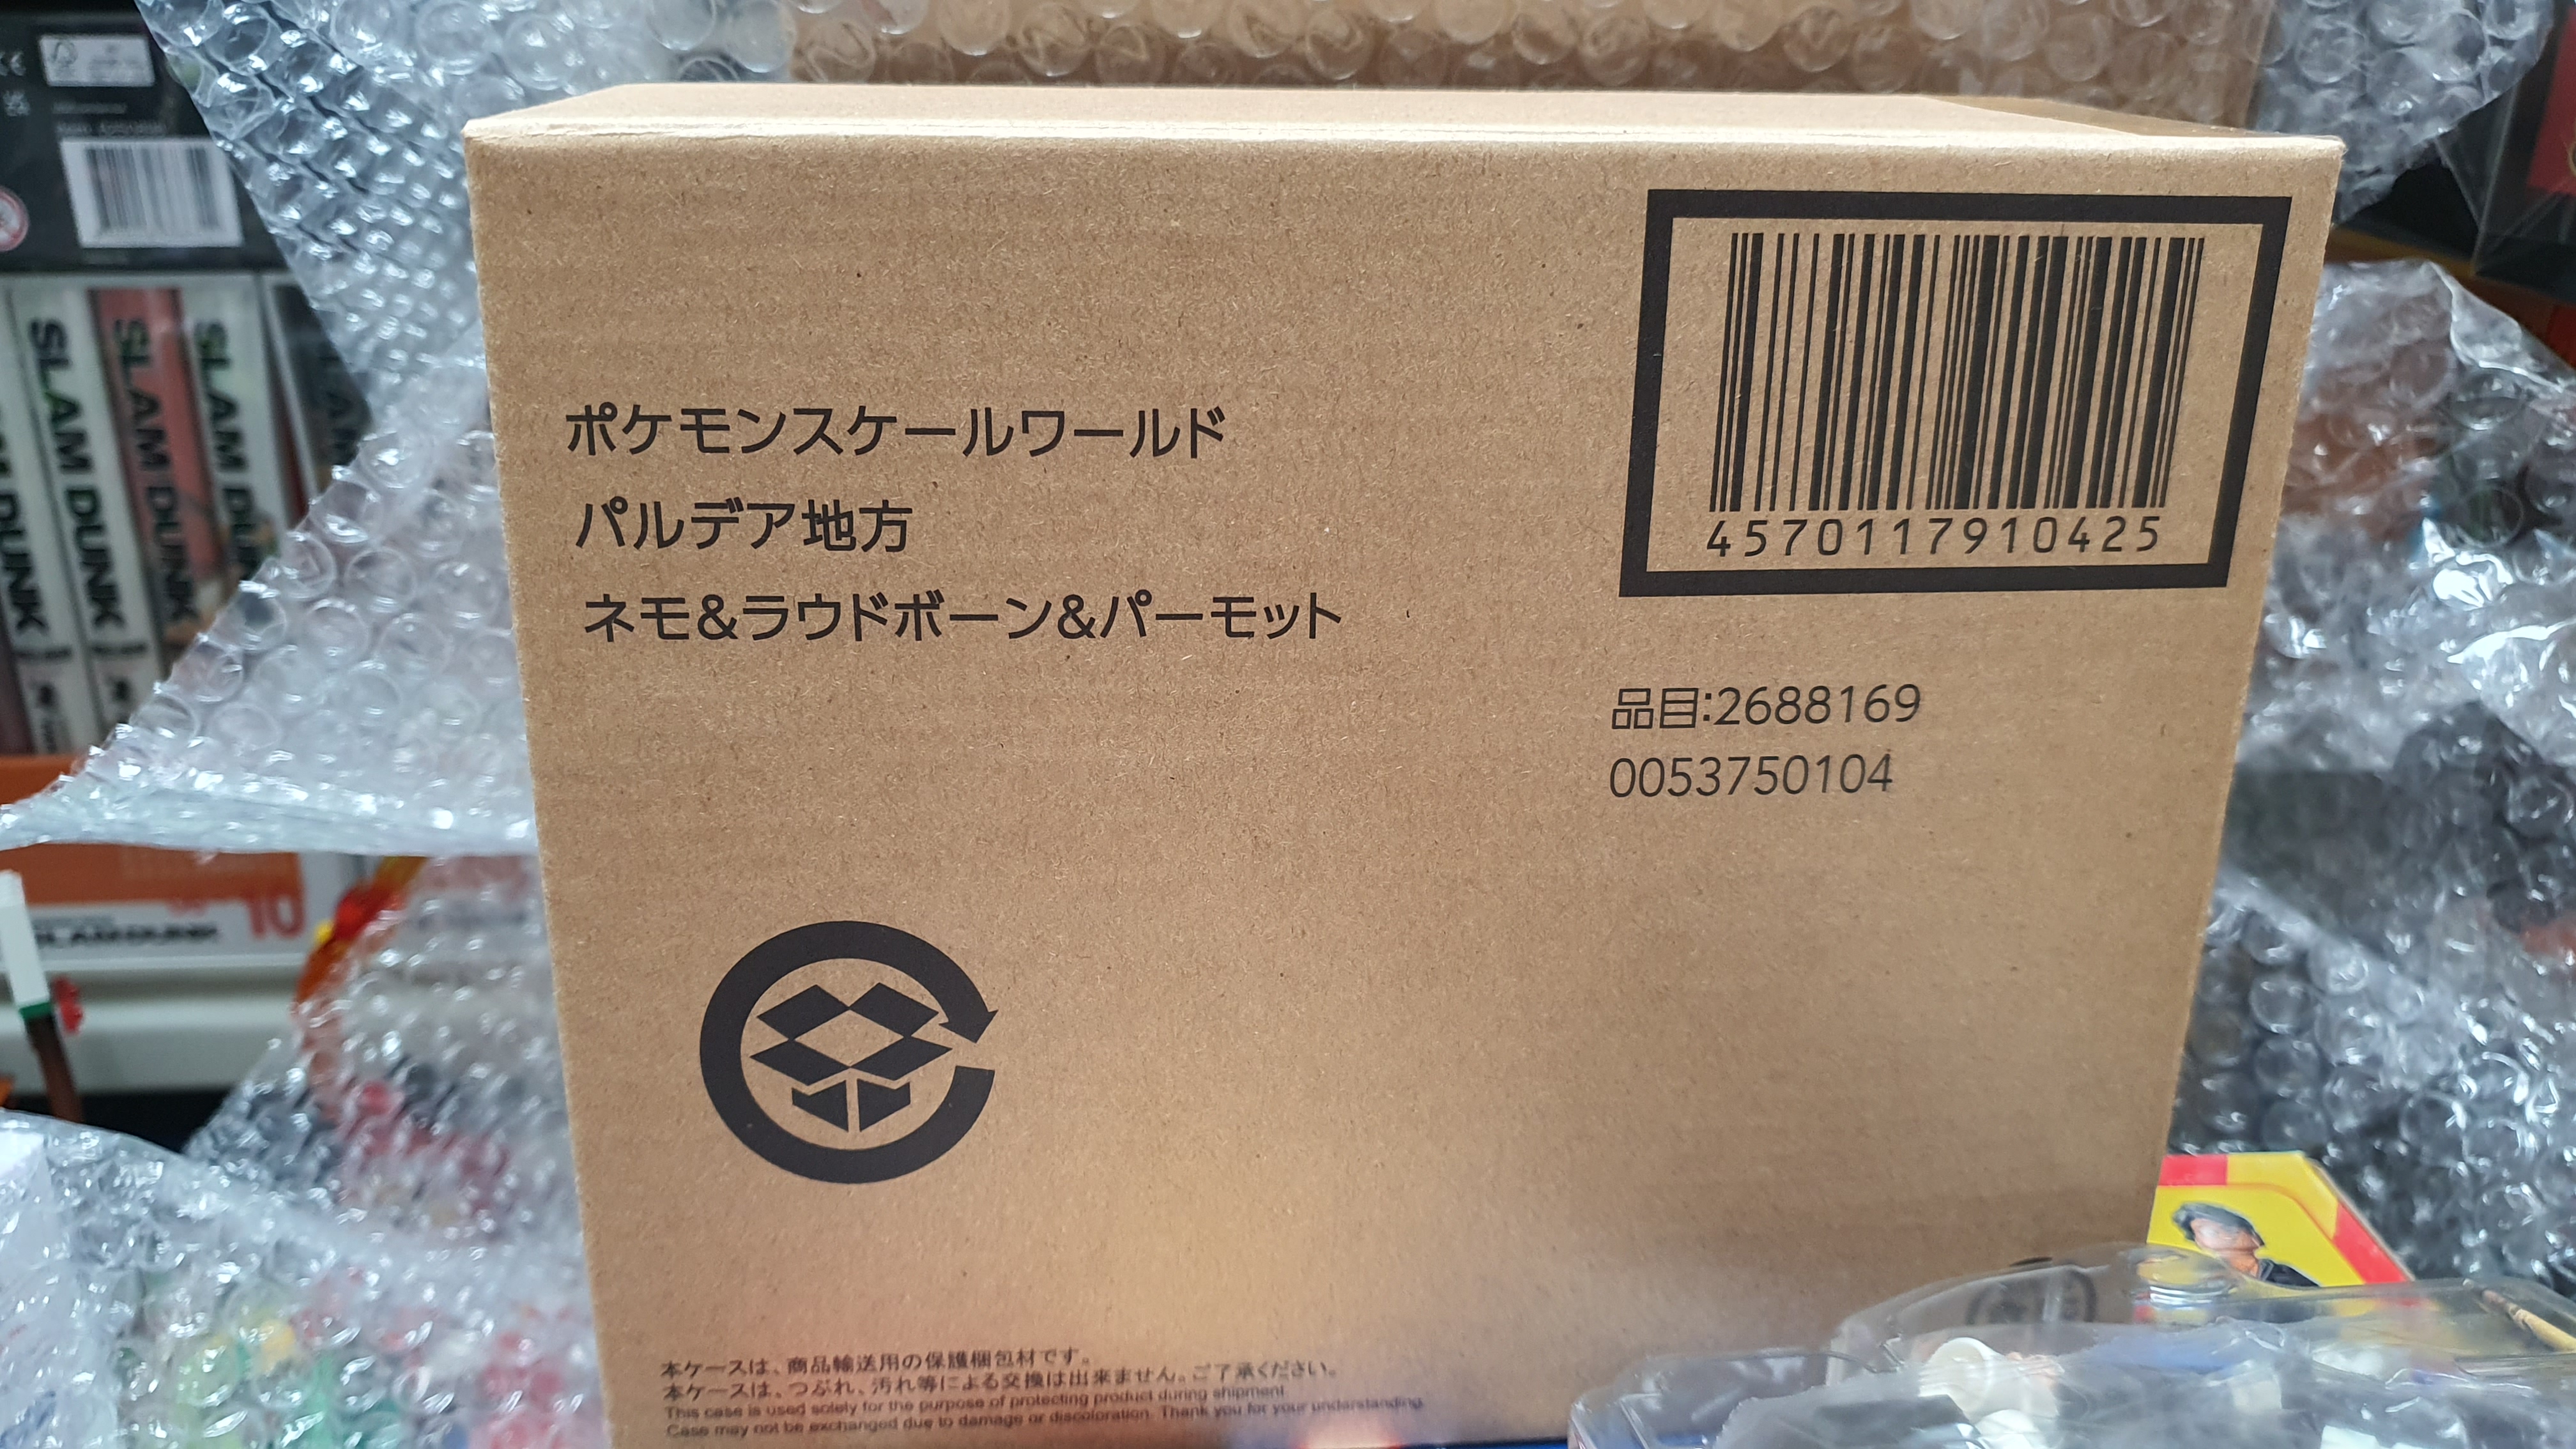 ポケモンスケールワールド
パルデア地方
ネモ&ラウドボーン&パーモット
4570117910425
品目:2688169
0053750104
本ケースは、商品輸送用の保護梱包材です。
本ケースは、つぶれ、汚れ等による交換は出来ません。ご了承ください。
This case is used solely for the purpose of protecting product during shipment.
Case may not be exchanged due to damage or discoloration. Thank you for your understanding.
SLAM DUNK
SLAM DUNK
SLAM DUNK
SLAM DUNK